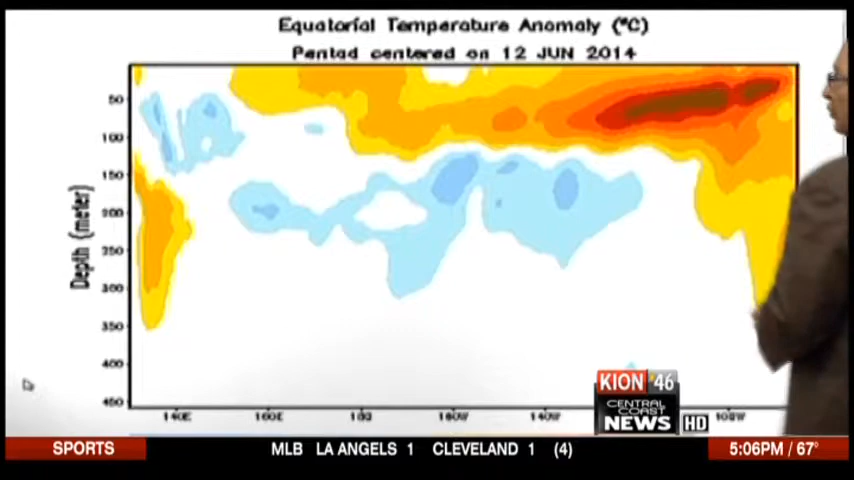 Equatorial Temperature Anomaly (°C)
Pentad centered on 12 JUN 2014
Depth (meter)
50
100
150
200
250
300
350
400
450
140E
160E
180
160W
140W
100W
KION 46
CENTRAL
COAST
NEWS HD
SPORTS
MLB LA ANGELS 1 CLEVELAND 1 (4)
5:06PM / 67°